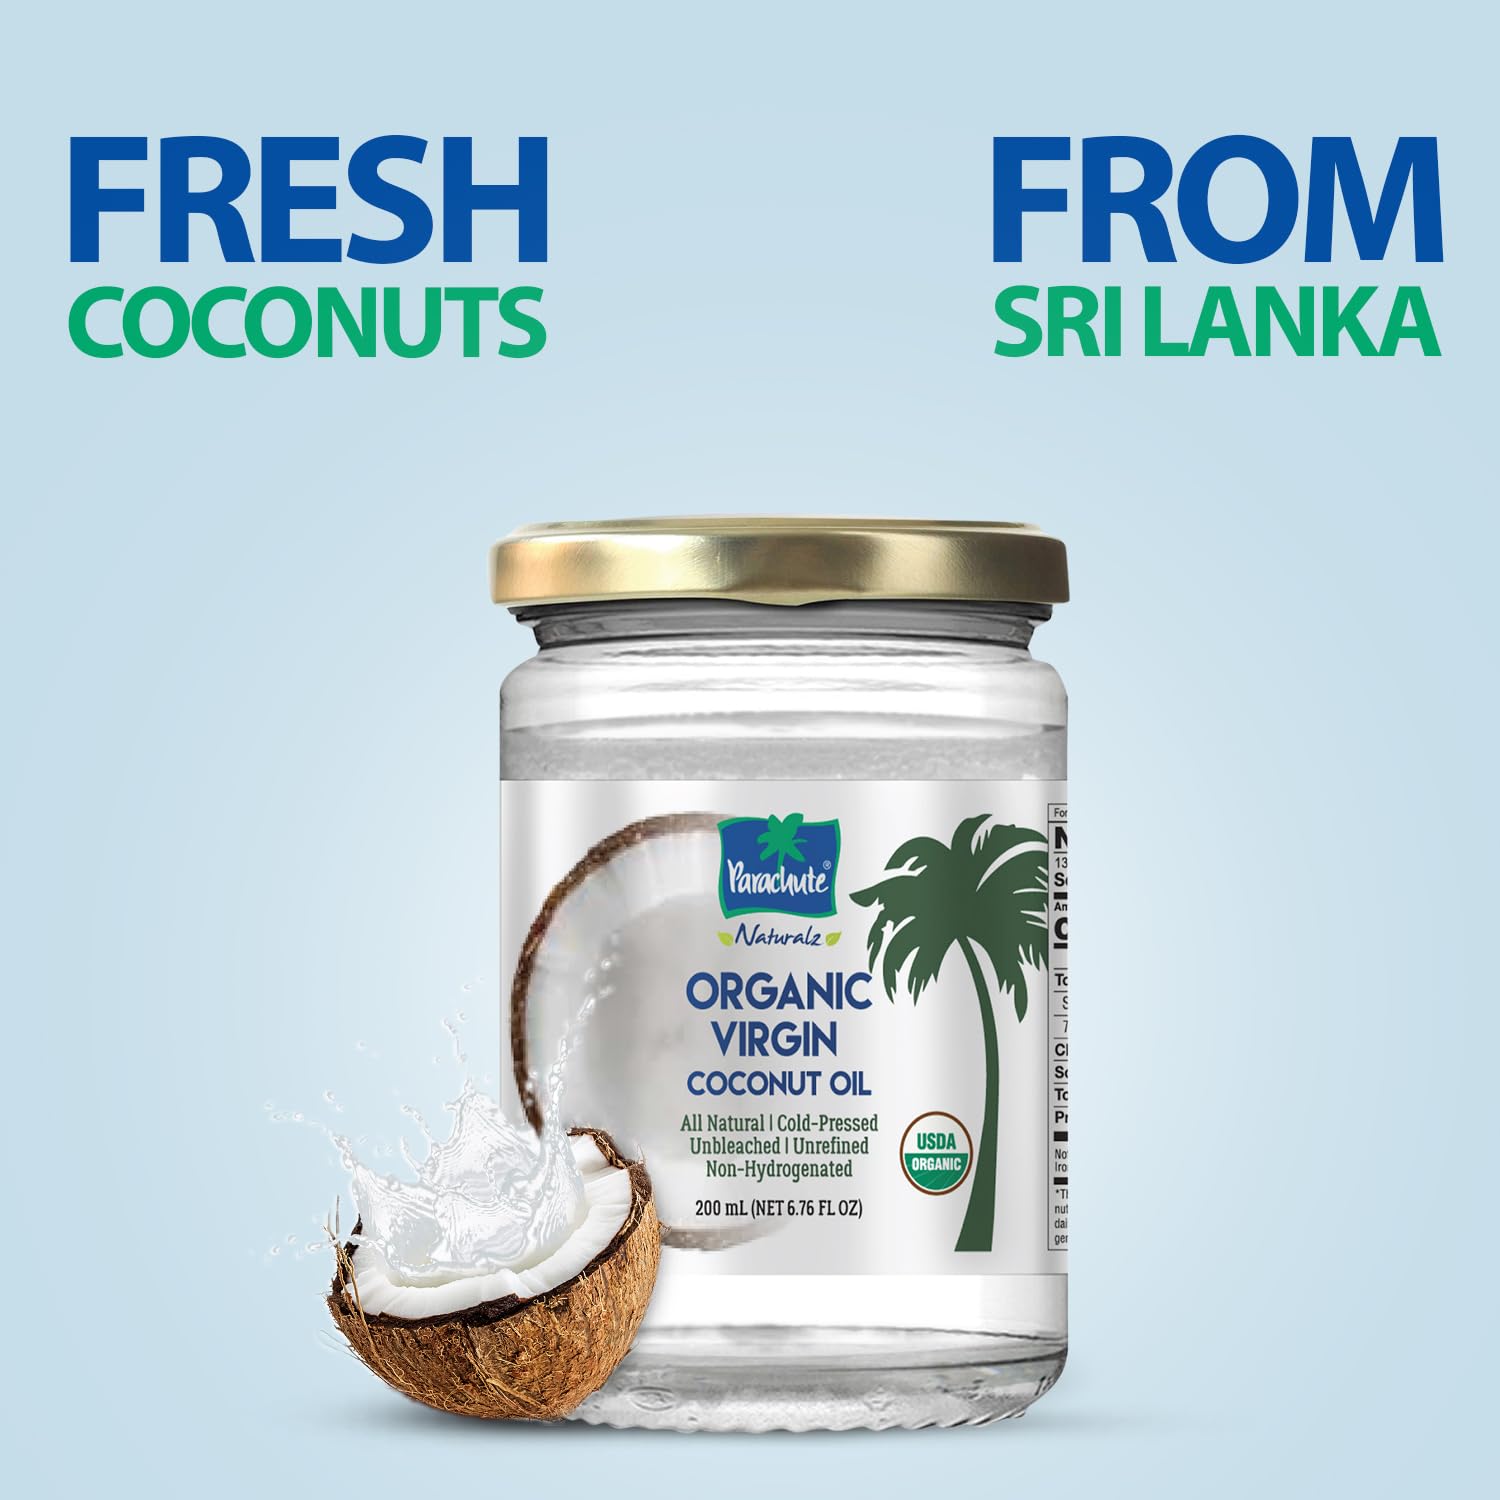 FRESH
COCONUTS
FROM
SRI LANKA
Parachute®
Naturalz
ORGANIC
VIRGIN
COCONUT OIL
All Natural | Cold-Pressed
Unbleached | Unrefined
Non-Hydrogenated
200 mL (NET 6.76 FL OZ)
USDA
ORGANIC